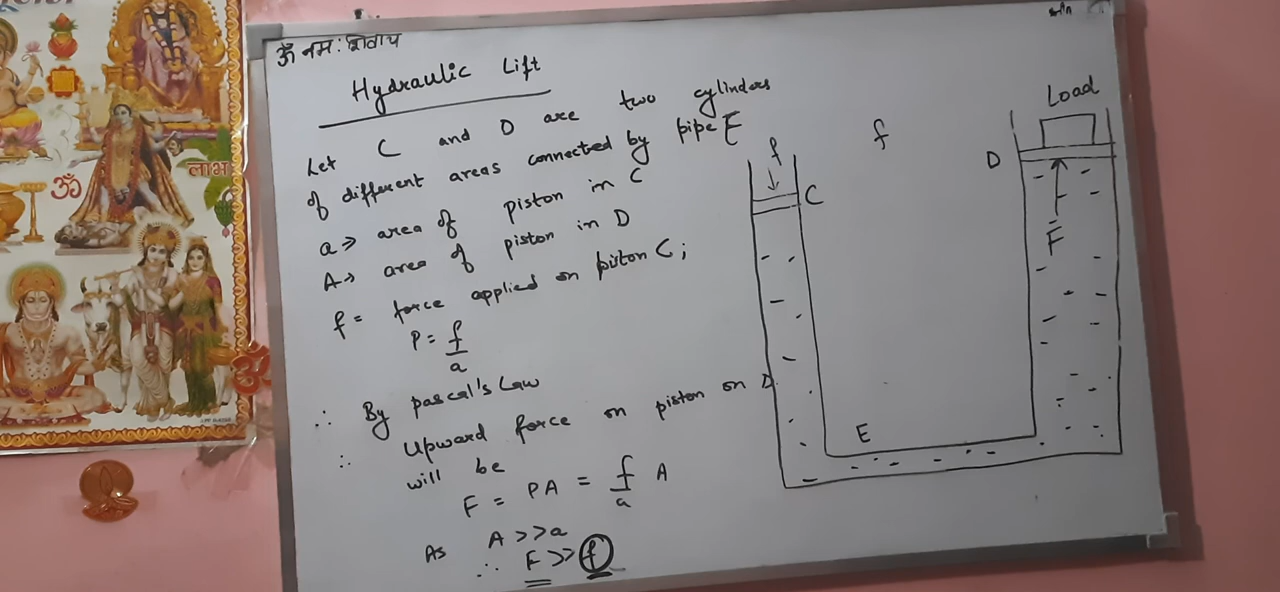 ॐ नमः शिवाय
Hydraulic Lift
Let C and D are two cylinders
of different areas connected by pipe E
a => area of piston in C
A -> area of piston in D
f = force applied on piston C;
P = f/a
∴ By pascal's Law
∴ Upward force on piston on D
will be
F = PA = f/a A
As A >> a
∴ F >> f
f
C
E
f
D
Load
F
लाभ
ॐ
ॐ